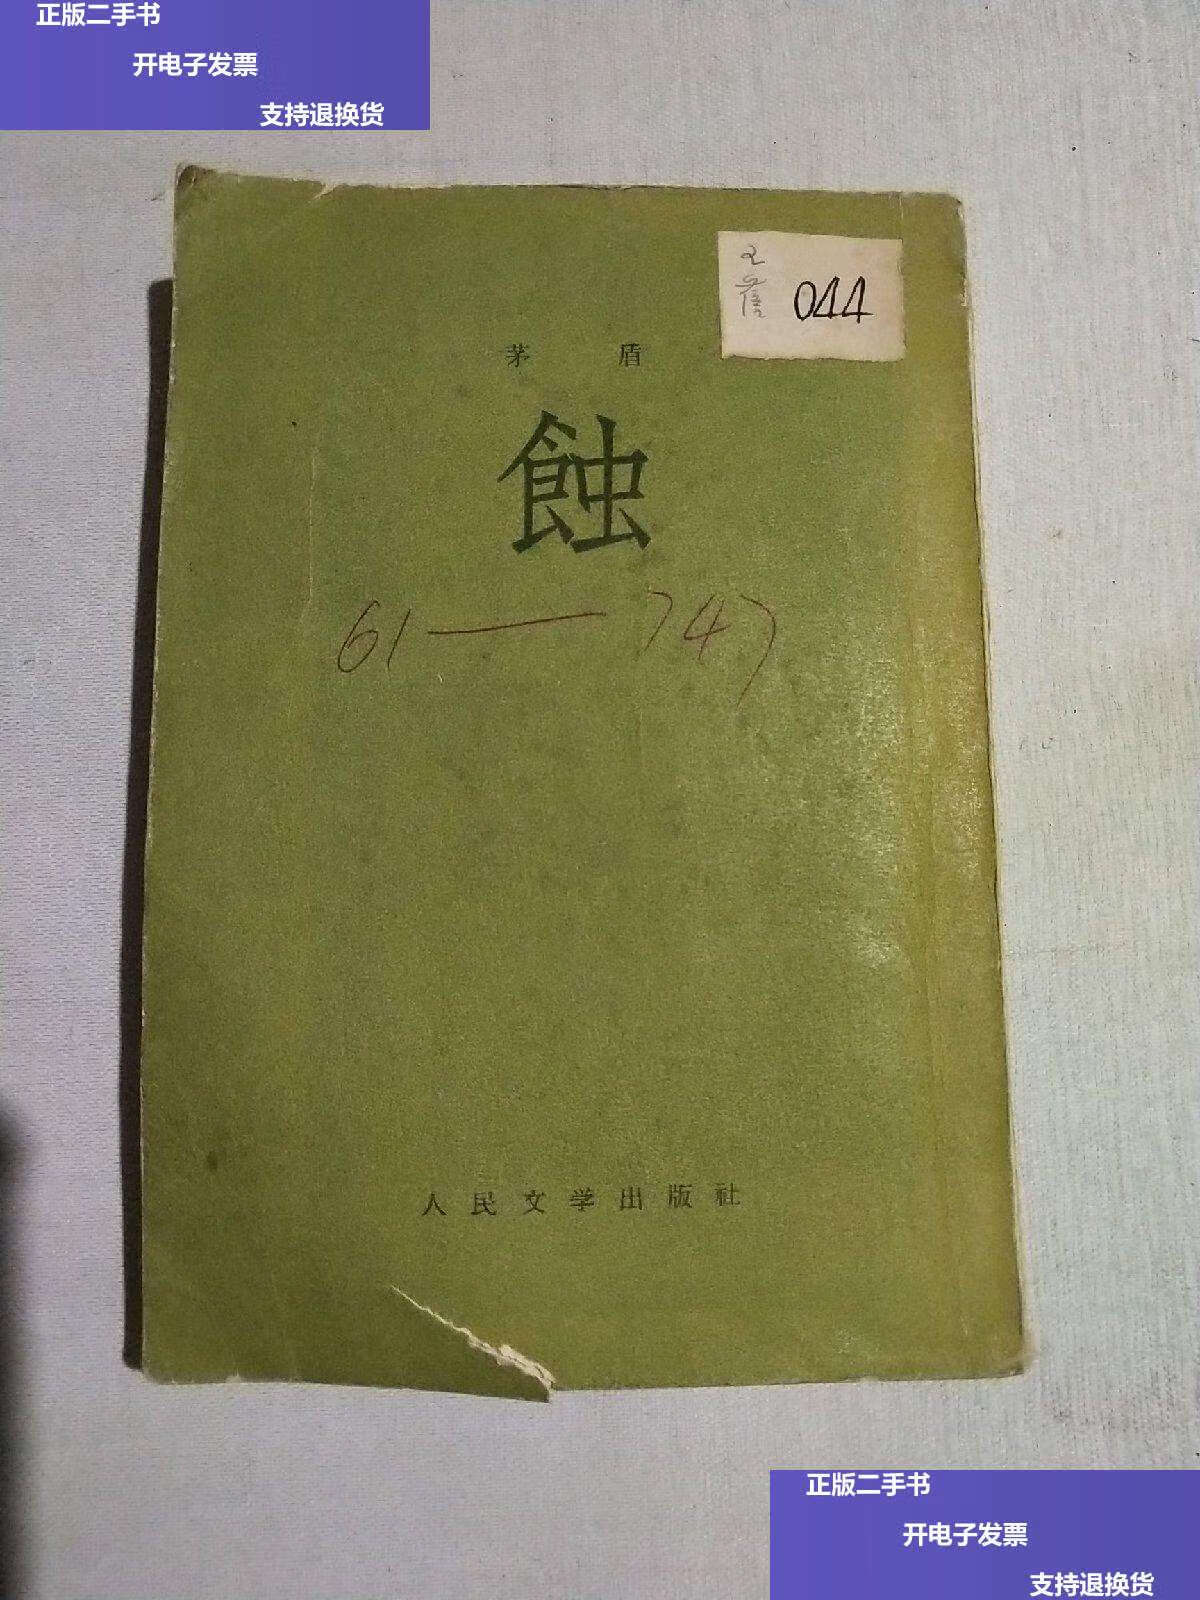 正版二手书
开电子发票
支持退换货
044
茅 盾
蝕
61—747
人民文学出版社
正版二手书
开电子发票
支持退换货